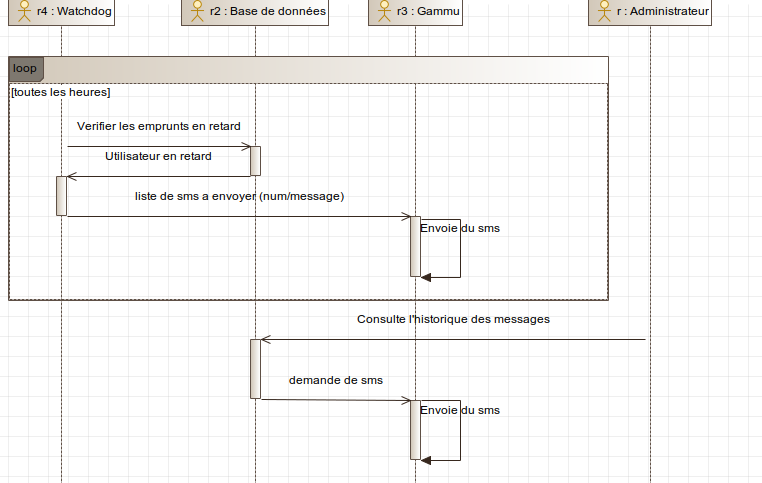 r4 : Watchdog
r2 : Base de données
r3 : Gammu
r : Administrateur
loop
[toutes les heures]
Verifier les emprunts en retard
Utilisateur en retard
liste de sms a envoyer (num/message)
Envoie du sms
Consulte l'historique des messages
demande de sms
Envoie du sms